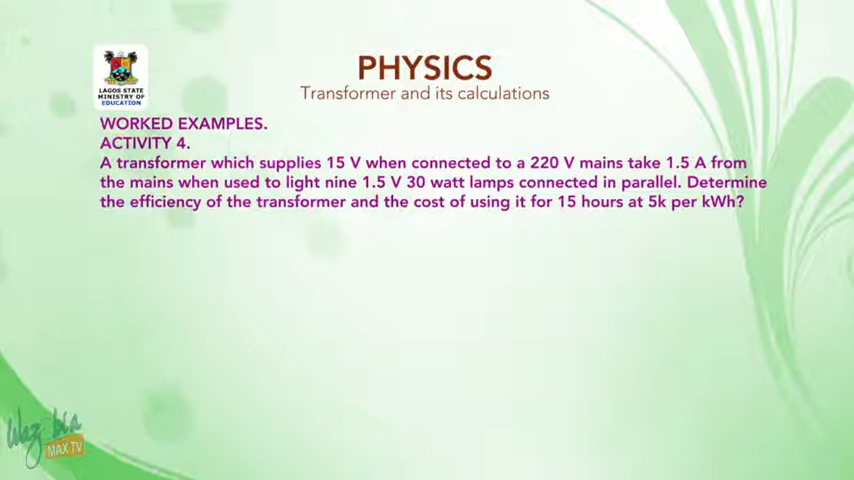 LAGOS STATE
MINISTRY OF
EDUCATION
PHYSICS
Transformer and its calculations
WORKED EXAMPLES.
ACTIVITY 4.
A transformer which supplies 15 V when connected to a 220 V mains take 1.5 A from
the mains when used to light nine 1.5 V 30 watt lamps connected in parallel. Determine
the efficiency of the transformer and the cost of using it for 15 hours at 5k per kWh?
MAX TV